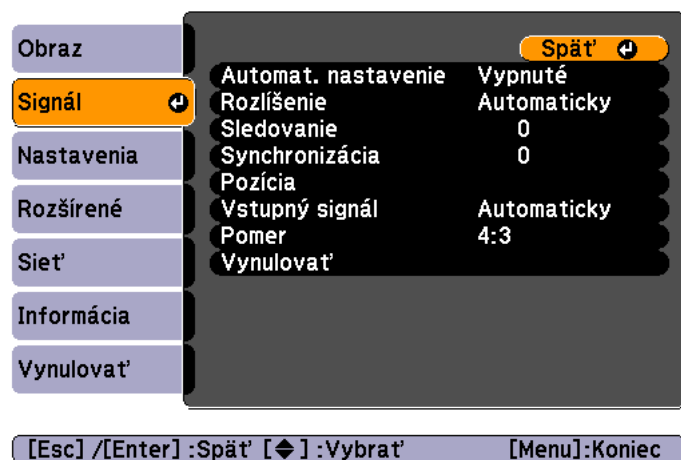 Obraz
Signál
Nastavenia
Rozšírené
Sieť
Informácia
Vynulovať
Späť
Automat. nastavenie Vypnuté
Rozlíšenie Automaticky
Sledovanie 0
Synchronizácia 0
Pozícia
Vstupný signál Automaticky
Pomer 4:3
Vynulovať
[Esc] /[Enter] :Späť [◆] :Vybrať [Menu]:Koniec